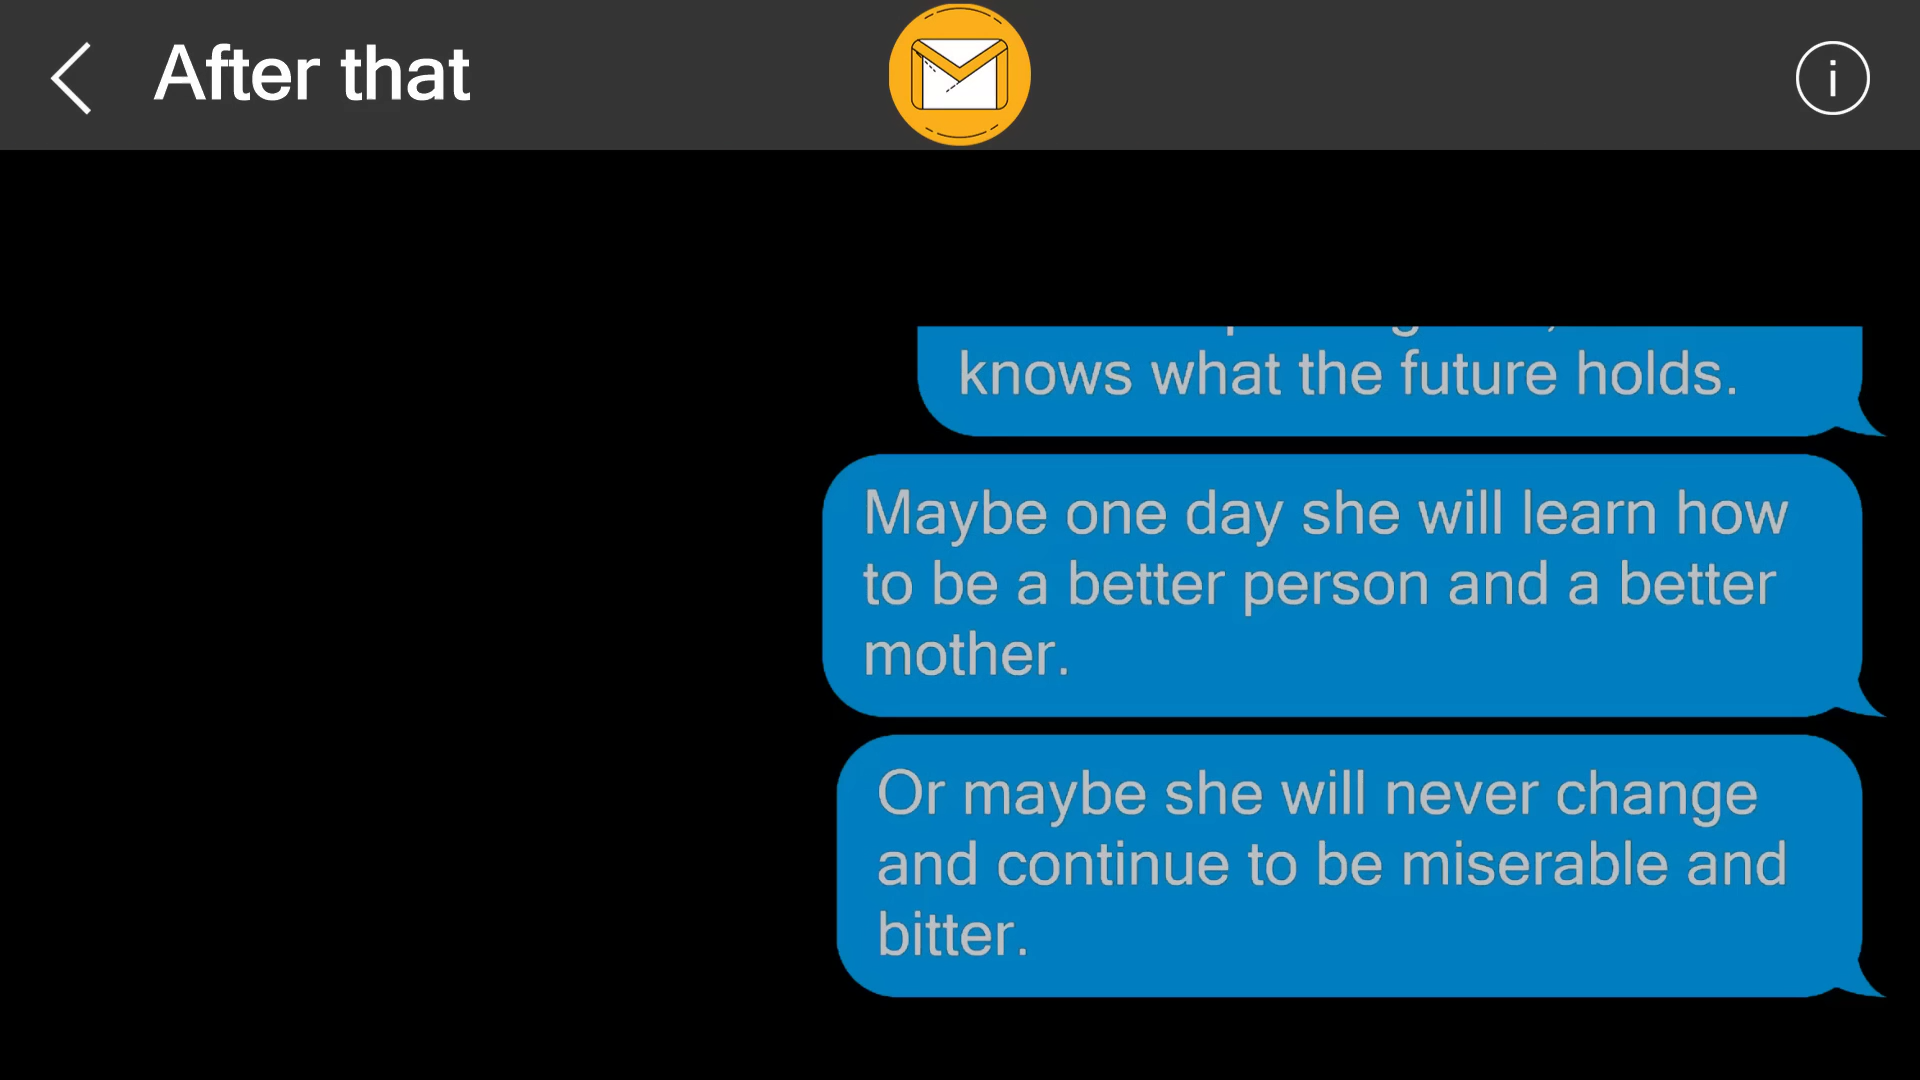 After that
i
knows what the future holds.
Maybe one day she will learn how
to be a better person and a better
mother.
Or maybe she will never change
and continue to be miserable and
bitter.